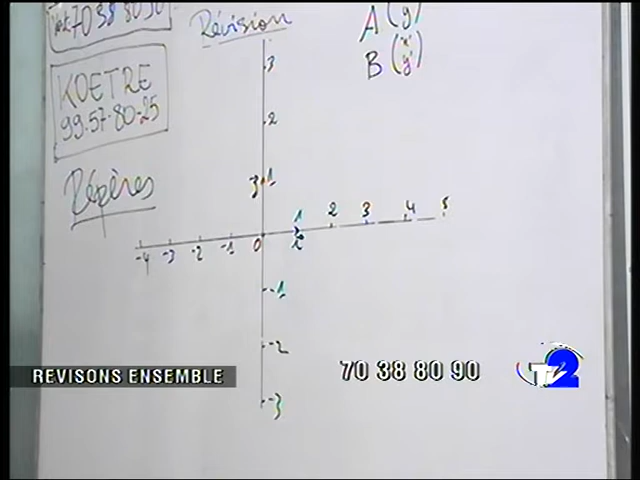 70 38 80 90
Révision
A ( y )
B ( x' y' )
KOETRE
99-57-80-25
Repères
3
2
J 1
1 2 3 4 5
-4 -3 -2 -1 0 i
-1
-2
-3
REVISONS ENSEMBLE
70 38 80 90
TV2